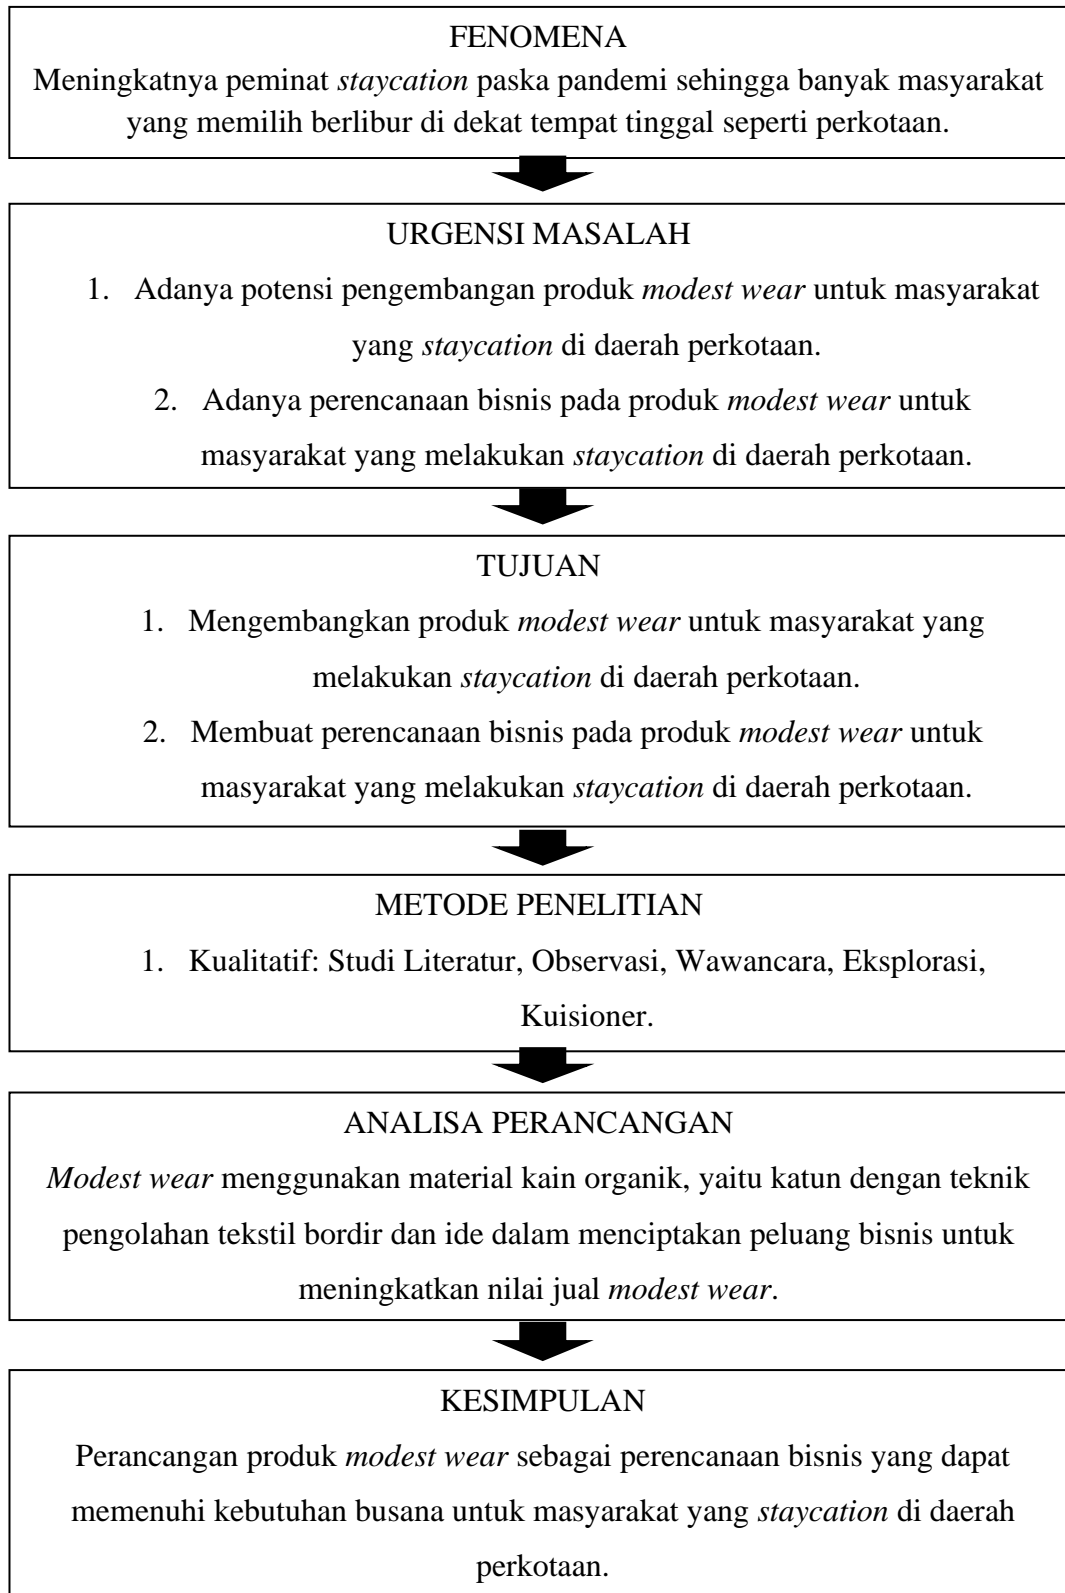 FENOMENA
Meningkatnya peminat staycation paska pandemi sehingga banyak masyarakat
yang memilih berlibur di dekat tempat tinggal seperti perkotaan.
URGENSI MASALAH
1. Adanya potensi pengembangan produk modest wear untuk masyarakat
yang staycation di daerah perkotaan.
2. Adanya perencanaan bisnis pada produk modest wear untuk
masyarakat yang melakukan staycation di daerah perkotaan.
TUJUAN
1. Mengembangkan produk modest wear untuk masyarakat yang
melakukan staycation di daerah perkotaan.
2. Membuat perencanaan bisnis pada produk modest wear untuk
masyarakat yang melakukan staycation di daerah perkotaan.
METODE PENELITIAN
1. Kualitatif: Studi Literatur, Observasi, Wawancara, Eksplorasi,
Kuisioner.
ANALISA PERANCANGAN
Modest wear menggunakan material kain organik, yaitu katun dengan teknik
pengolahan tekstil bordir dan ide dalam menciptakan peluang bisnis untuk
meningkatkan nilai jual modest wear.
KESIMPULAN
Perancangan produk modest wear sebagai perencanaan bisnis yang dapat
memenuhi kebutuhan busana untuk masyarakat yang staycation di daerah
perkotaan.